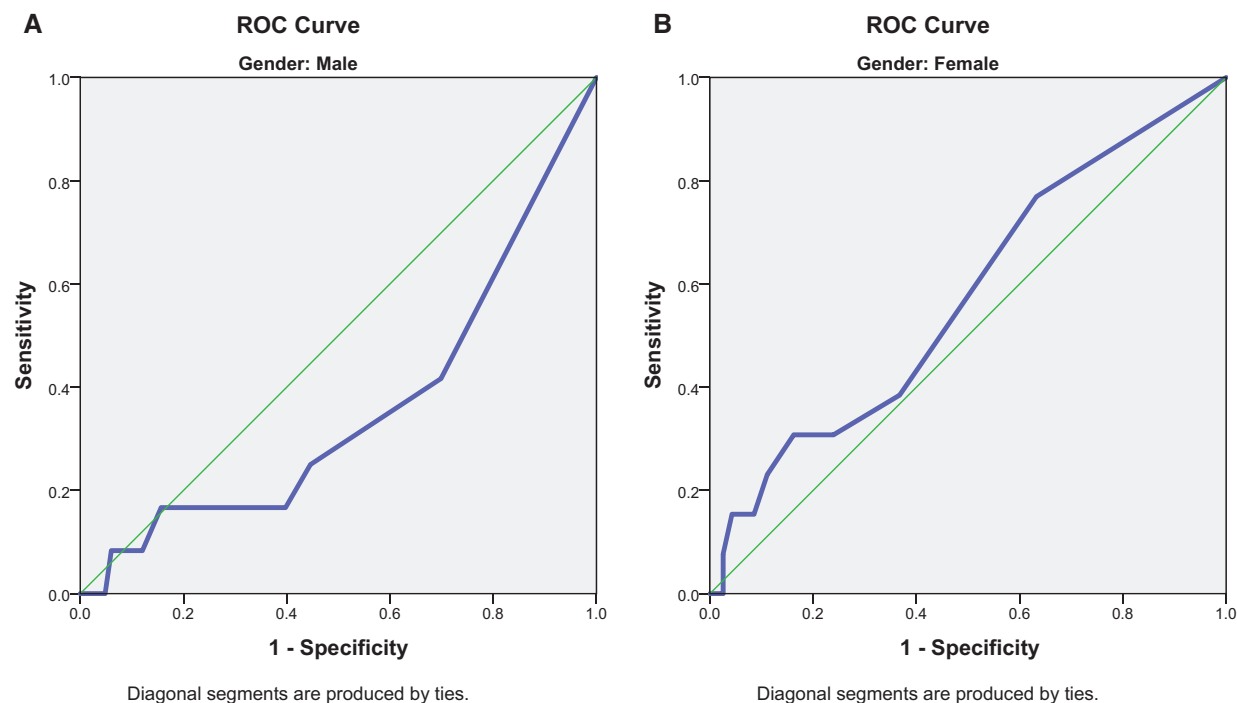 A
ROC Curve
Gender: Male
1.0
0.8
0.6
0.4
0.2
0.0
Sensitivity
0.0 0.2 0.4 0.6 0.8 1.0
1 - Specificity
Diagonal segments are produced by ties.
B
ROC Curve
Gender: Female
1.0
0.8
0.6
0.4
0.2
0.0
Sensitivity
0.0 0.2 0.4 0.6 0.8 1.0
1 - Specificity
Diagonal segments are produced by ties.